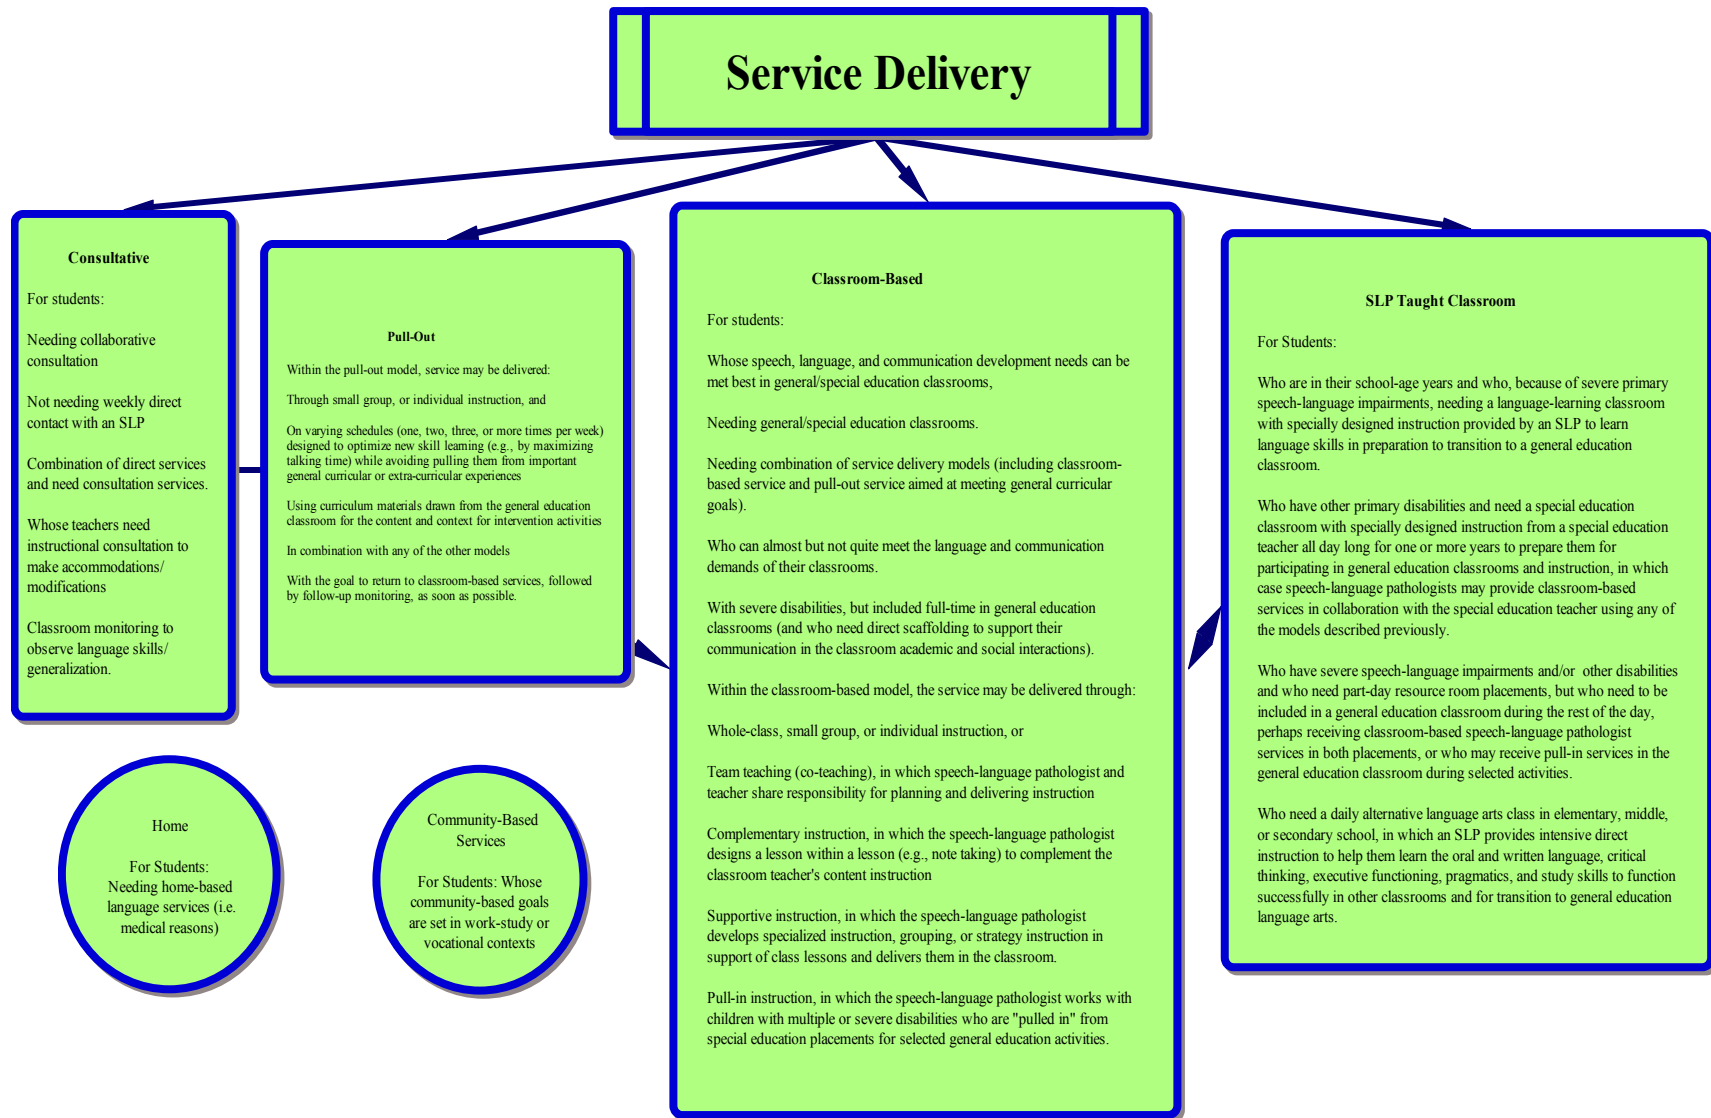 Service Delivery
Consultative
For students:
Needing collaborative
consultation
Not needing weekly direct
contact with an SLP
Combination of direct services
and need consultation services.
Whose teachers need
instructional consultation to
make accommodations/
modifications
Classroom monitoring to
observe language skills/
generalization.
Pull-Out
Within the pull-out model, service may be delivered:
Through small group, or individual instruction, and
On varying schedules (one, two, three, or more times per week)
designed to optimize new skill learning (e.g., by maximizing
talking time) while avoiding pulling them from important
general curricular or extra-curricular experiences
Using curriculum materials drawn from the general education
classroom for the content and context for intervention activities
In combination with any of the other models
With the goal to return to classroom-based services, followed
by follow-up monitoring, as soon as possible.
Classroom-Based
For students:
Whose speech, language, and communication development needs can be
met best in general/special education classrooms,
Needing general/special education classrooms.
Needing combination of service delivery models (including classroom-
based service and pull-out service aimed at meeting general curricular
goals).
Who can almost but not quite meet the language and communication
demands of their classrooms.
With severe disabilities, but included full-time in general education
classrooms (and who need direct scaffolding to support their
communication in the classroom academic and social interactions).
Within the classroom-based model, the service may be delivered through:
Whole-class, small group, or individual instruction, or
Team teaching (co-teaching), in which speech-language pathologist and
teacher share responsibility for planning and delivering instruction
Complementary instruction, in which the speech-language pathologist
designs a lesson within a lesson (e.g., note taking) to complement the
classroom teacher's content instruction
Supportive instruction, in which the speech-language pathologist
develops specialized instruction, grouping, or strategy instruction in
support of class lessons and delivers them in the classroom.
Pull-in instruction, in which the speech-language pathologist works with
children with multiple or severe disabilities who are "pulled in" from
special education placements for selected general education activities.
SLP Taught Classroom
For Students:
Who are in their school-age years and who, because of severe primary
speech-language impairments, needing a language-learning classroom
with specially designed instruction provided by an SLP to learn
language skills in preparation to transition to a general education
classroom.
Who have other primary disabilities and need a special education
classroom with specially designed instruction from a special education
teacher all day long for one or more years to prepare them for
participating in general education classrooms and instruction, in which
case speech-language pathologists may provide classroom-based
services in collaboration with the special education teacher using any of
the models described previously.
Who have severe speech-language impairments and/or other disabilities
and who need part-day resource room placements, but who need to be
included in a general education classroom during the rest of the day,
perhaps receiving classroom-based speech-language pathologist
services in both placements, or who may receive pull-in services in the
general education classroom during selected activities.
Who need a daily alternative language arts class in elementary, middle,
or secondary school, in which an SLP provides intensive direct
instruction to help them learn the oral and written language, critical
thinking, executive functioning, pragmatics, and study skills to function
successfully in other classrooms and for transition to general education
language arts.
Home
For Students:
Needing home-based
language services (i.e.
medical reasons)
Community-Based
Services
For Students: Whose
community-based goals
are set in work-study or
vocational contexts